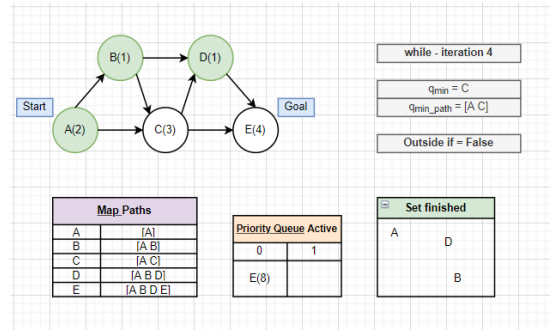 B(1)
D(1)
while - iteration 4
qmin = C
qmin_path = [A C]
Start
Goal
A(2)
C(3)
E(4)
Outside if = False
Map Paths
A [A]
B [A B]
C [A C]
D [A B D]
E [A B D E]
Priority Queue Active
0 1
E(8)
Set finished
A
D
B